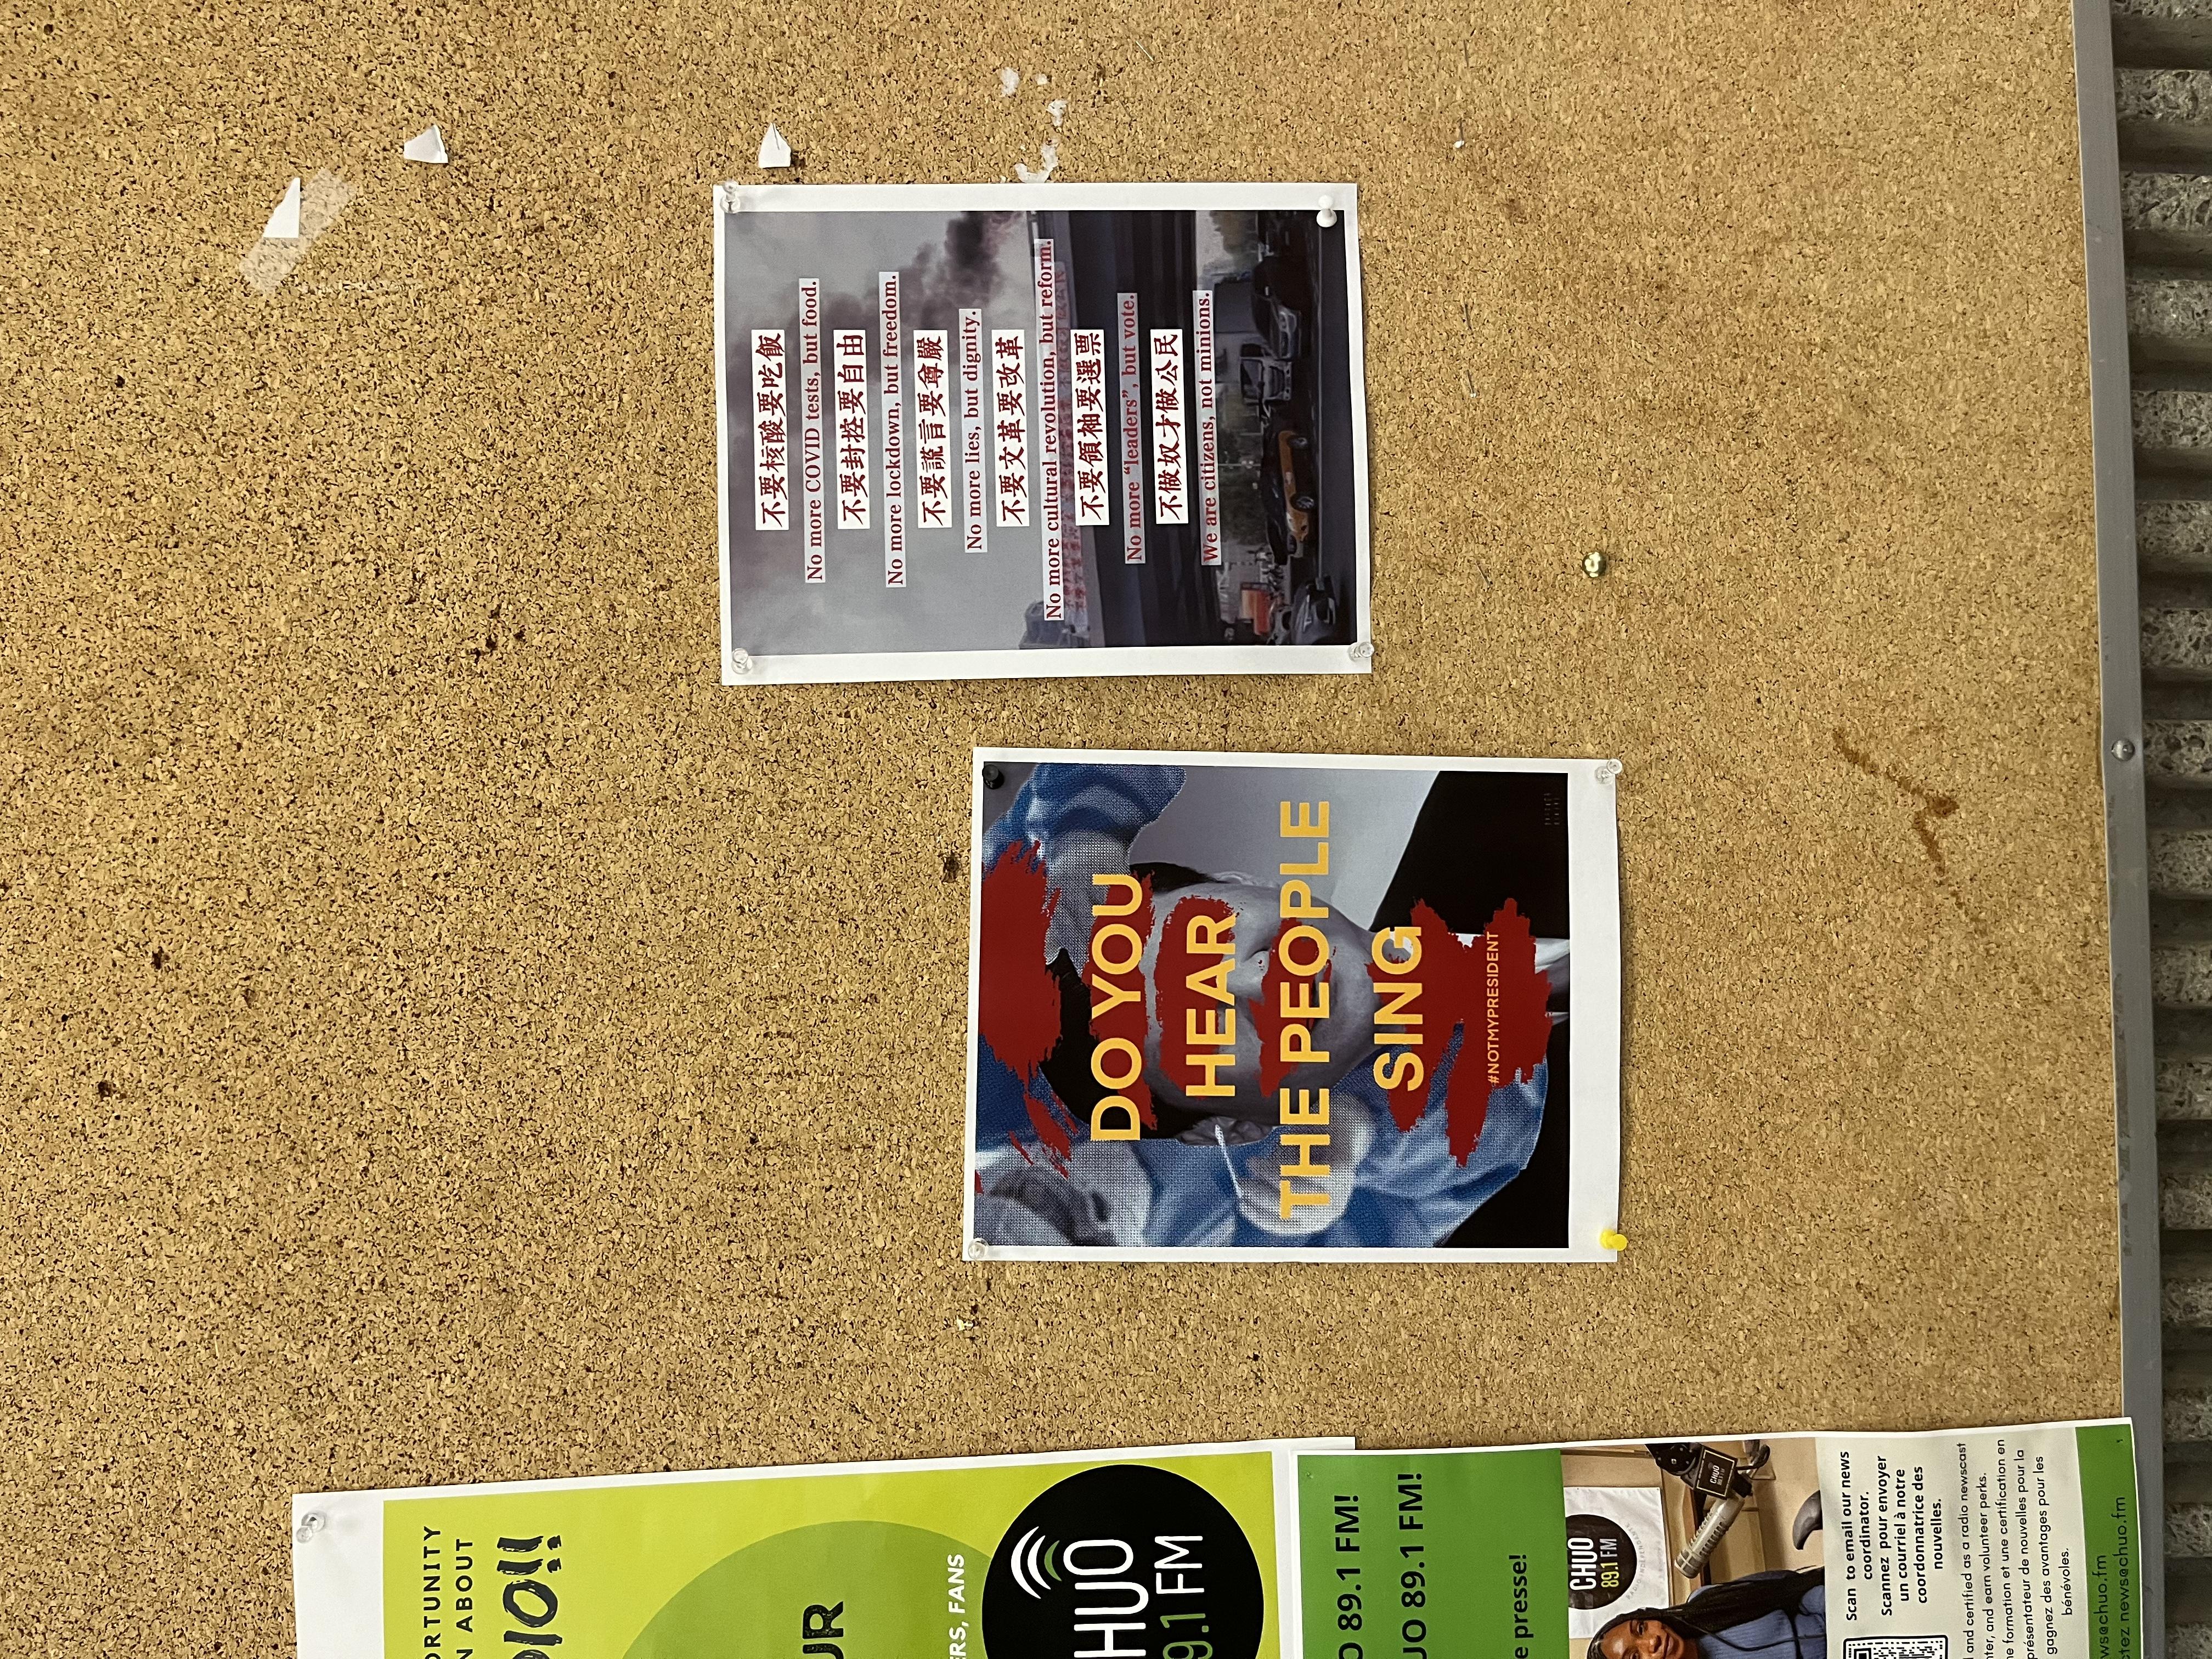 不要核酸要吃飯
No more COVID tests, but food.
不要封控要自由
No more lockdown, but freedom.
不要謊言要尊嚴
No more lies, but dignity.
不要文革要改革
No more cultural revolution, but reform.
不要領袖要選票
No more “leaders”, but vote.
不做奴才做公民
We are citizens, not minions.
DO YOU
HEAR
THE PEOPLE
SING
#NOTMYPRESIDENT
ORTUNITY
N ABOUT
UR
ERS, FANS
HUO
9.1 FM
O 89.1 FM!
UO 89.1 FM!
e presse!
CHUO
89.1 FM
CHUO
Scan to email our news
coordinator.
Scannez pour envoyer
un courriel à notre
coordonnatrice des
nouvelles.
and certified as a radio newscast
nter, and earn volunteer perks.
ne formation et une certification en
présentateur de nouvelles pour la
gagnez des avantages pour les
bénévoles.
ws@chuo.fm
tez news@chuo.fm